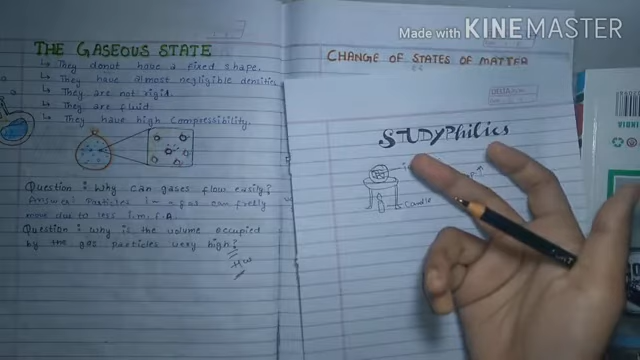 Made with KINEMASTER
THE GASEOUS STATE
↳ They donot have a fixed shape.
↳ They have almost negligible densities
↳ They are not rigid
↳ They are fluid
↳ They have high Compressibility.
Question: Why can gases flow easily?
Answer: Particles of a gas can freely
move due to less i.m.f.A
Question: why is the volume occupied
by the gas particles very high?
H.W
CHANGE OF STATES OF MATTER
STUDYPhilics
Candle